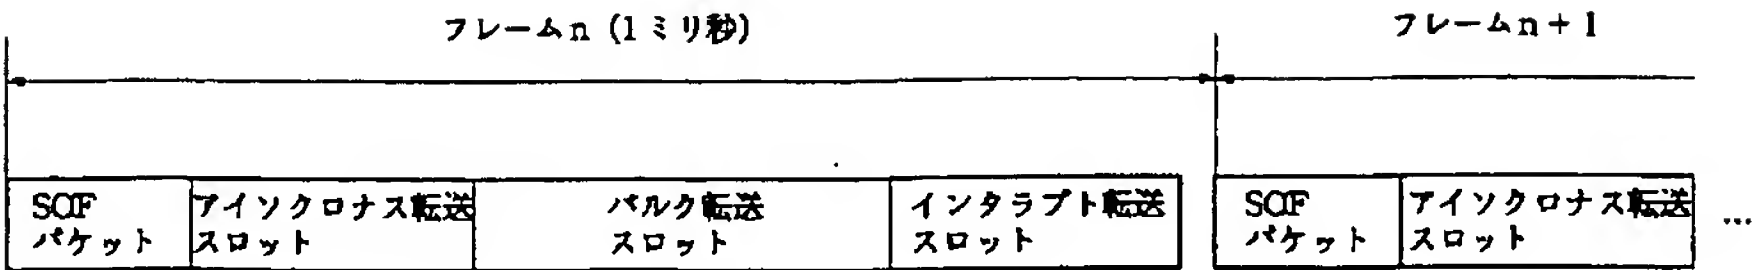 フレームn (1ミリ秒)
フレームn+1
SOF
パケット
アイソクロナス転送
スロット
バルク転送
スロット
インタラプト転送
スロット
SOF
パケット
アイソクロナス転送
スロット
...